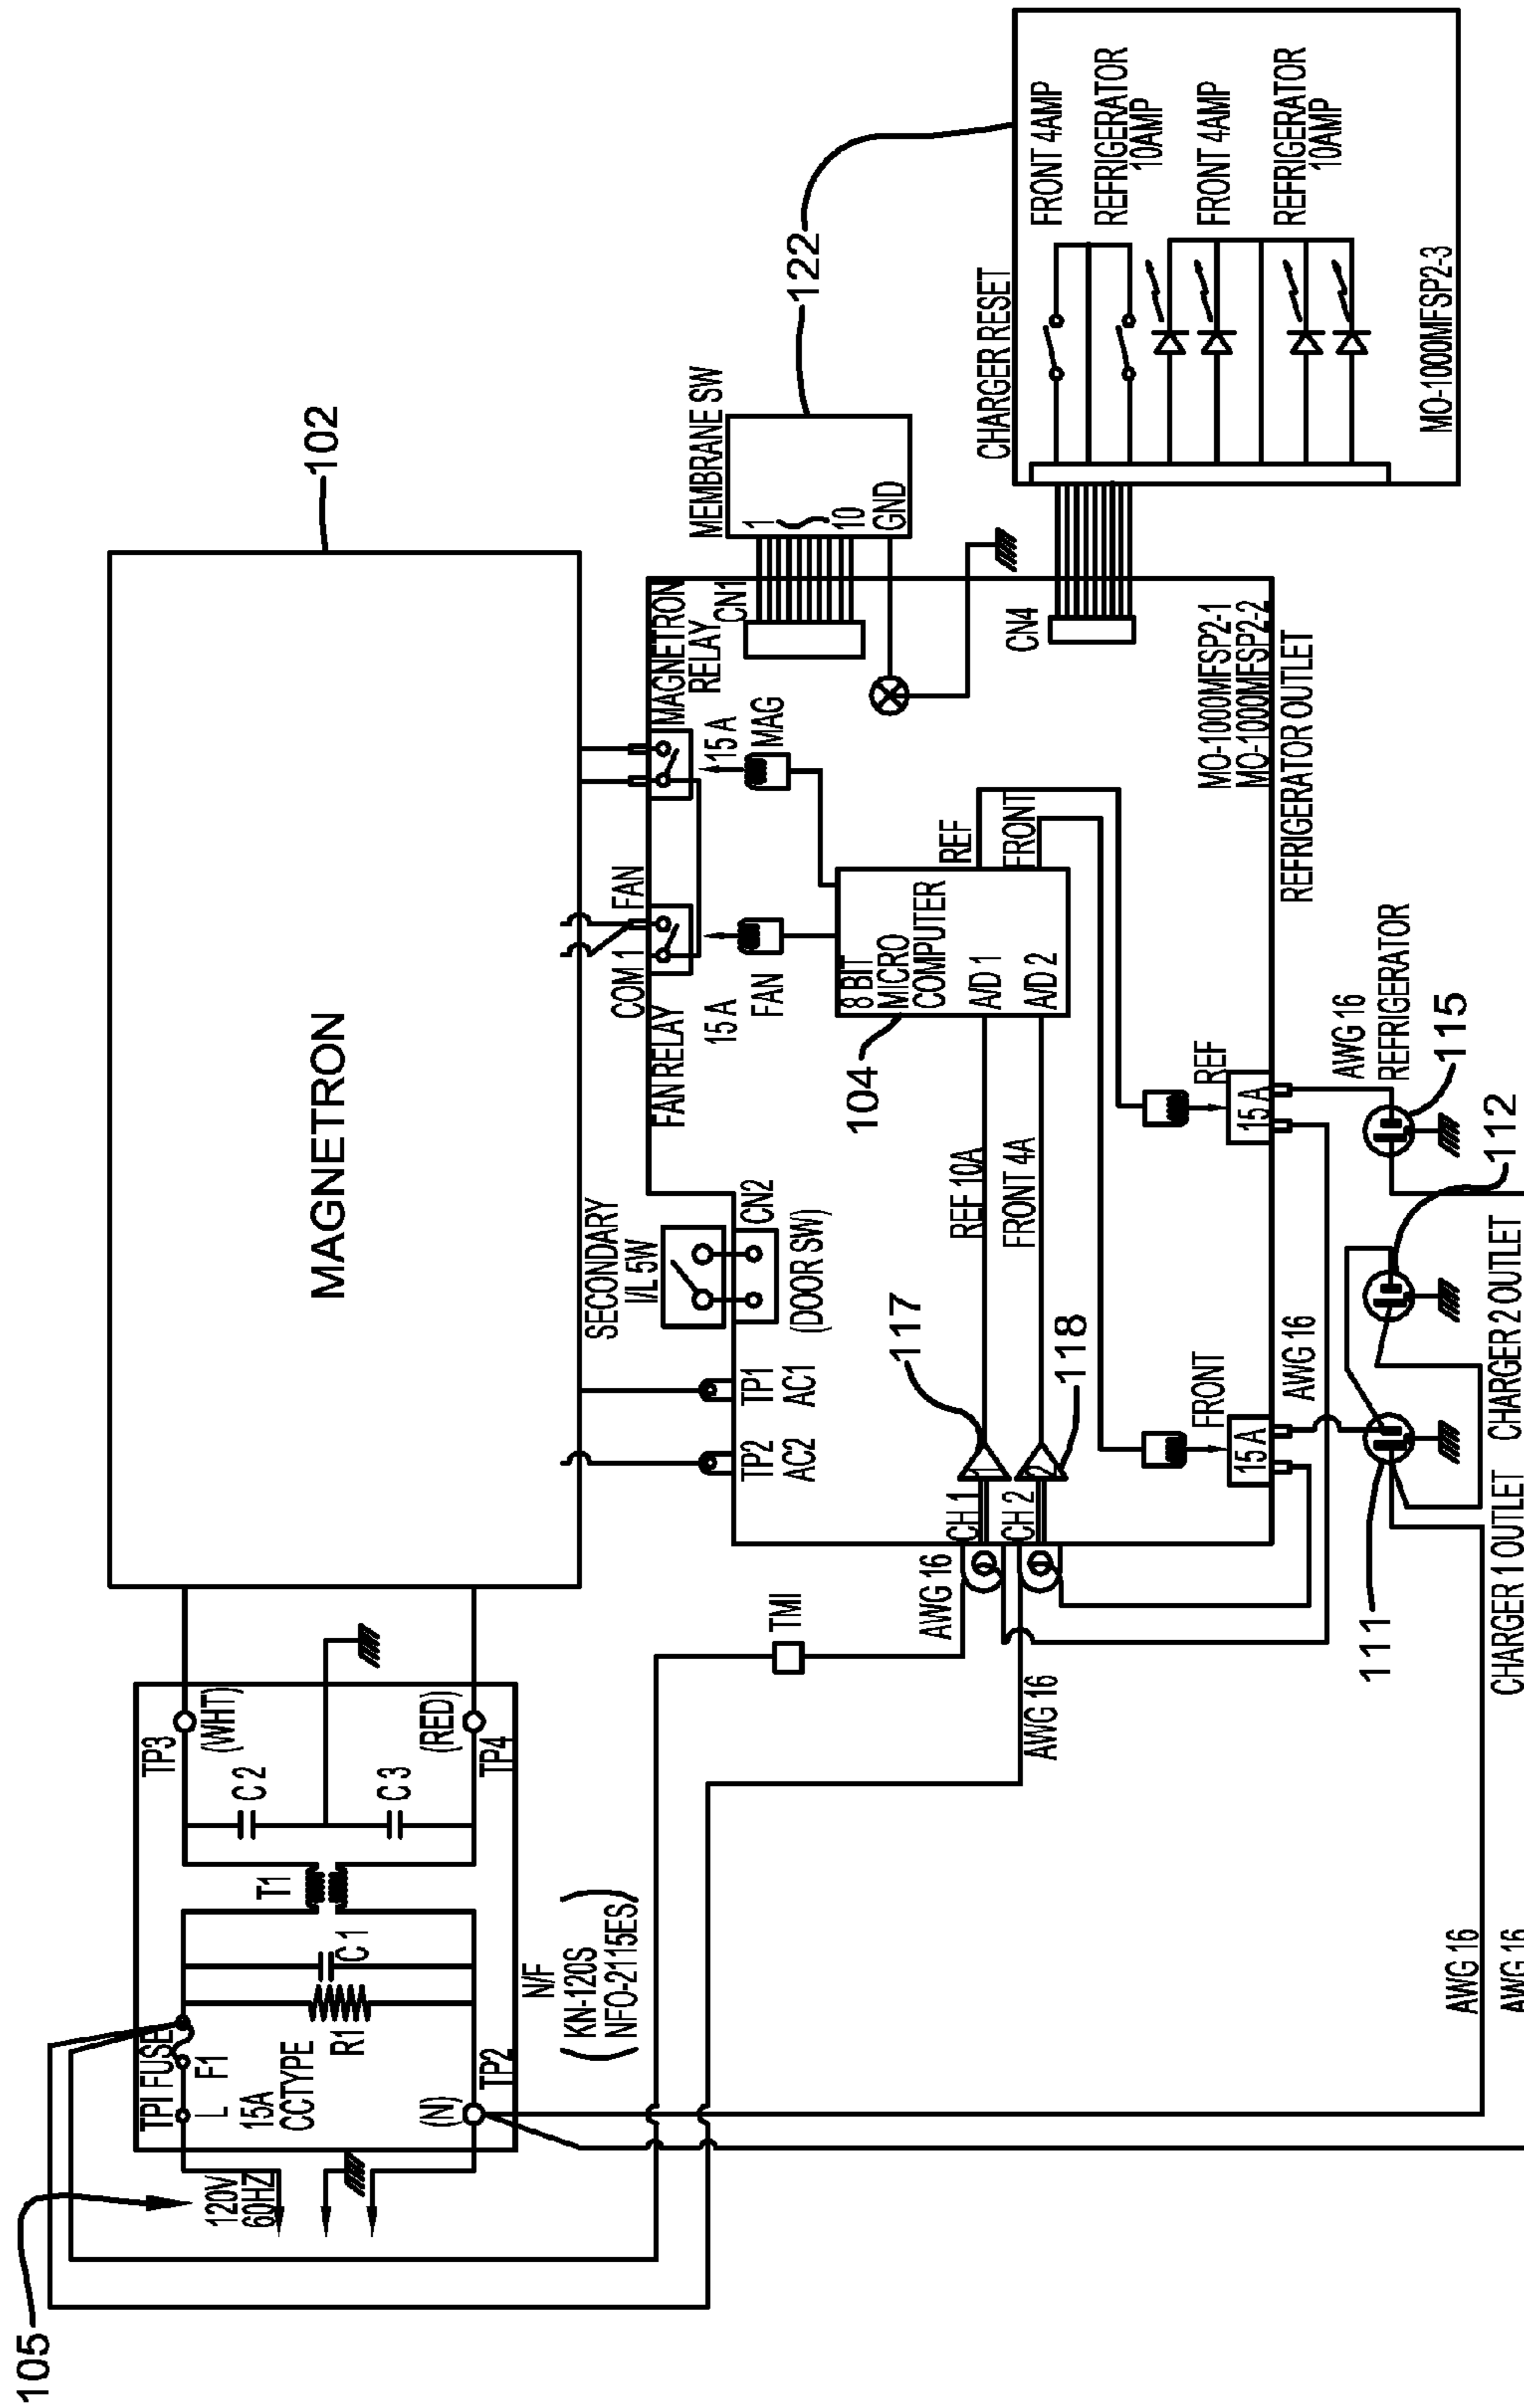 105
120V
60HZ
TP1 FUSE
L F1
15A
CCTYPE
R1
C 1
(N)
TP2
T1
TP3
(WHT)
C 2
C 3
(RED)
TP4
N/F
(KN-120S
NFO-2115ES)
MAGNETRON
102
TMI
AWG 16
AWG 16
CH 1
CH 2
117
118
TP2
AC2
TP1
AC1
SECONDARY
I/L 5W
CN2
(DOOR SW)
FAN RELAY
COM 1
FAN
15 A
FAN
MAGNETRON
RELAY
15 A
MAG
CN1
MEMBRANE SW
1
10
GND
122
104
8 BIT
MICRO
COMPUTER
A/D 1
A/D 2
REF
FRONT
REF 10A
FRONT 4A
CN4
CHARGER RESET
FRONT 4AMP
REFRIGERATOR
10AMP
FRONT 4AMP
REFRIGERATOR
10AMP
MO-1000MFSP2-3
MO-1000MFSP2-1
MO-1000MFSP2-2
REFRIGERATOR OUTLET
FRONT
15 A
AWG 16
REF
15 A
AWG 16
REFRIGERATOR
115
112
111
CHARGER 1 OUTLET
CHARGER 2 OUTLET
AWG 16
AWG 16